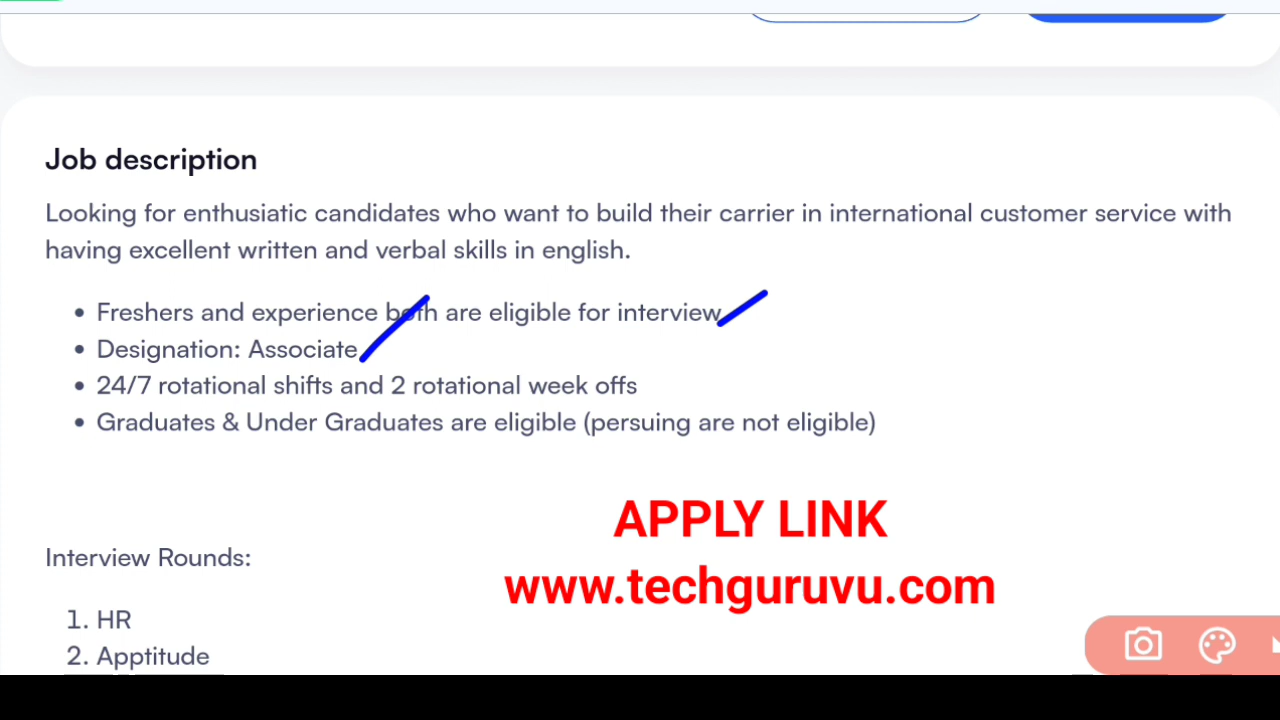 Job description
Looking for enthusiatic candidates who want to build their carrier in international customer service with
having excellent written and verbal skills in english.
Freshers and experience both are eligible for interview
Designation: Associate
24/7 rotational shifts and 2 rotational week offs
Graduates & Under Graduates are eligible (persuing are not eligible)
APPLY LINK
www.techguruvu.com
Interview Rounds:
1. HR
2. Apptitude